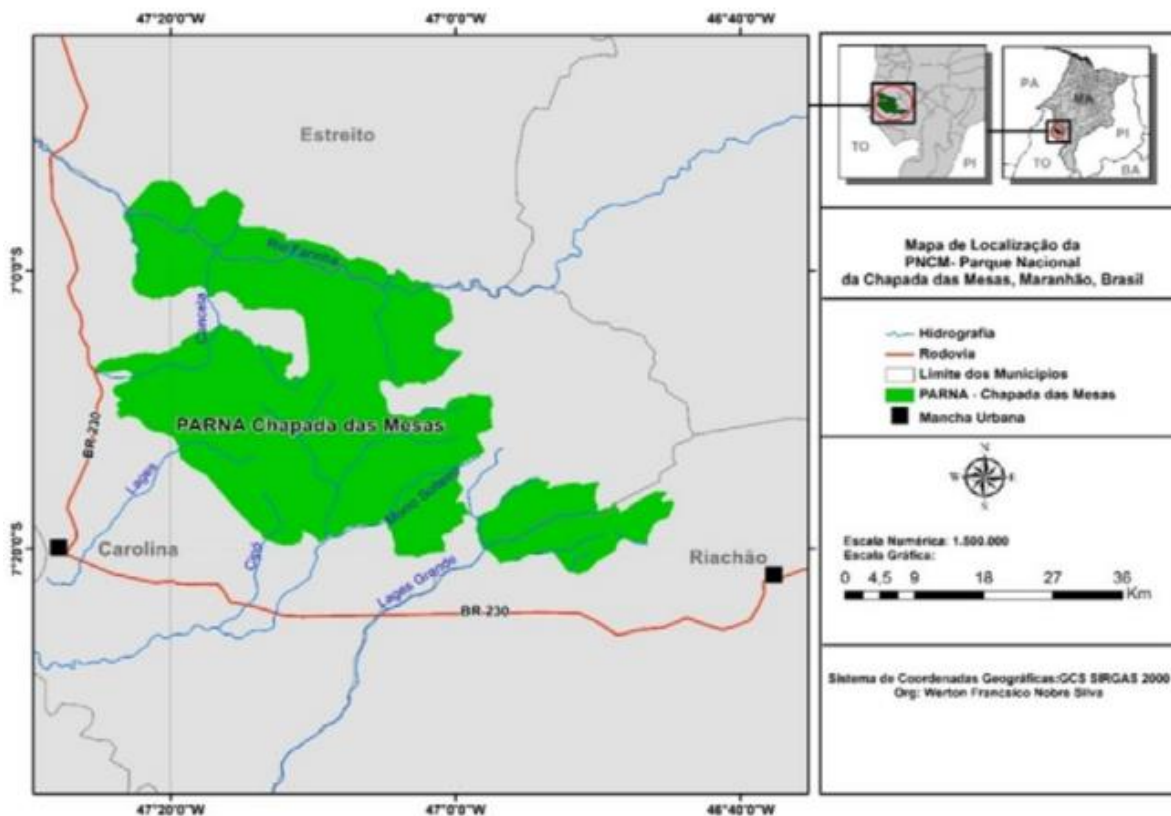 47°20'0"W
47°0'0"W
46°40'0"W
7°0'0"S
7°20'0"S
Estreito
Rio Farinha
Cancela
PARNA Chapada das Mesas
BR-230
Lages
Carolina
Lages Grande
Riachão
BR-230
47°20'0"W
47°0'0"W
46°40'0"W
TO
PI
PA
MA
PI
TO
BA
Mapa de Localização da
PNCM- Parque Nacional
da Chapada das Mesas, Maranhão, Brasil
Hidrografia
Rodovia
Limite dos Municípios
PARNA - Chapada das Mesas
Mancha Urbana
N
W
E
S
Escala Numérica: 1.500.000
Escala Gráfica:
0 4,5 9 18 27 36
Km
Sistema de Coordenadas Geográficas:GCS SIRGAS 2000
Org: Werton Francsico Nobre Silva